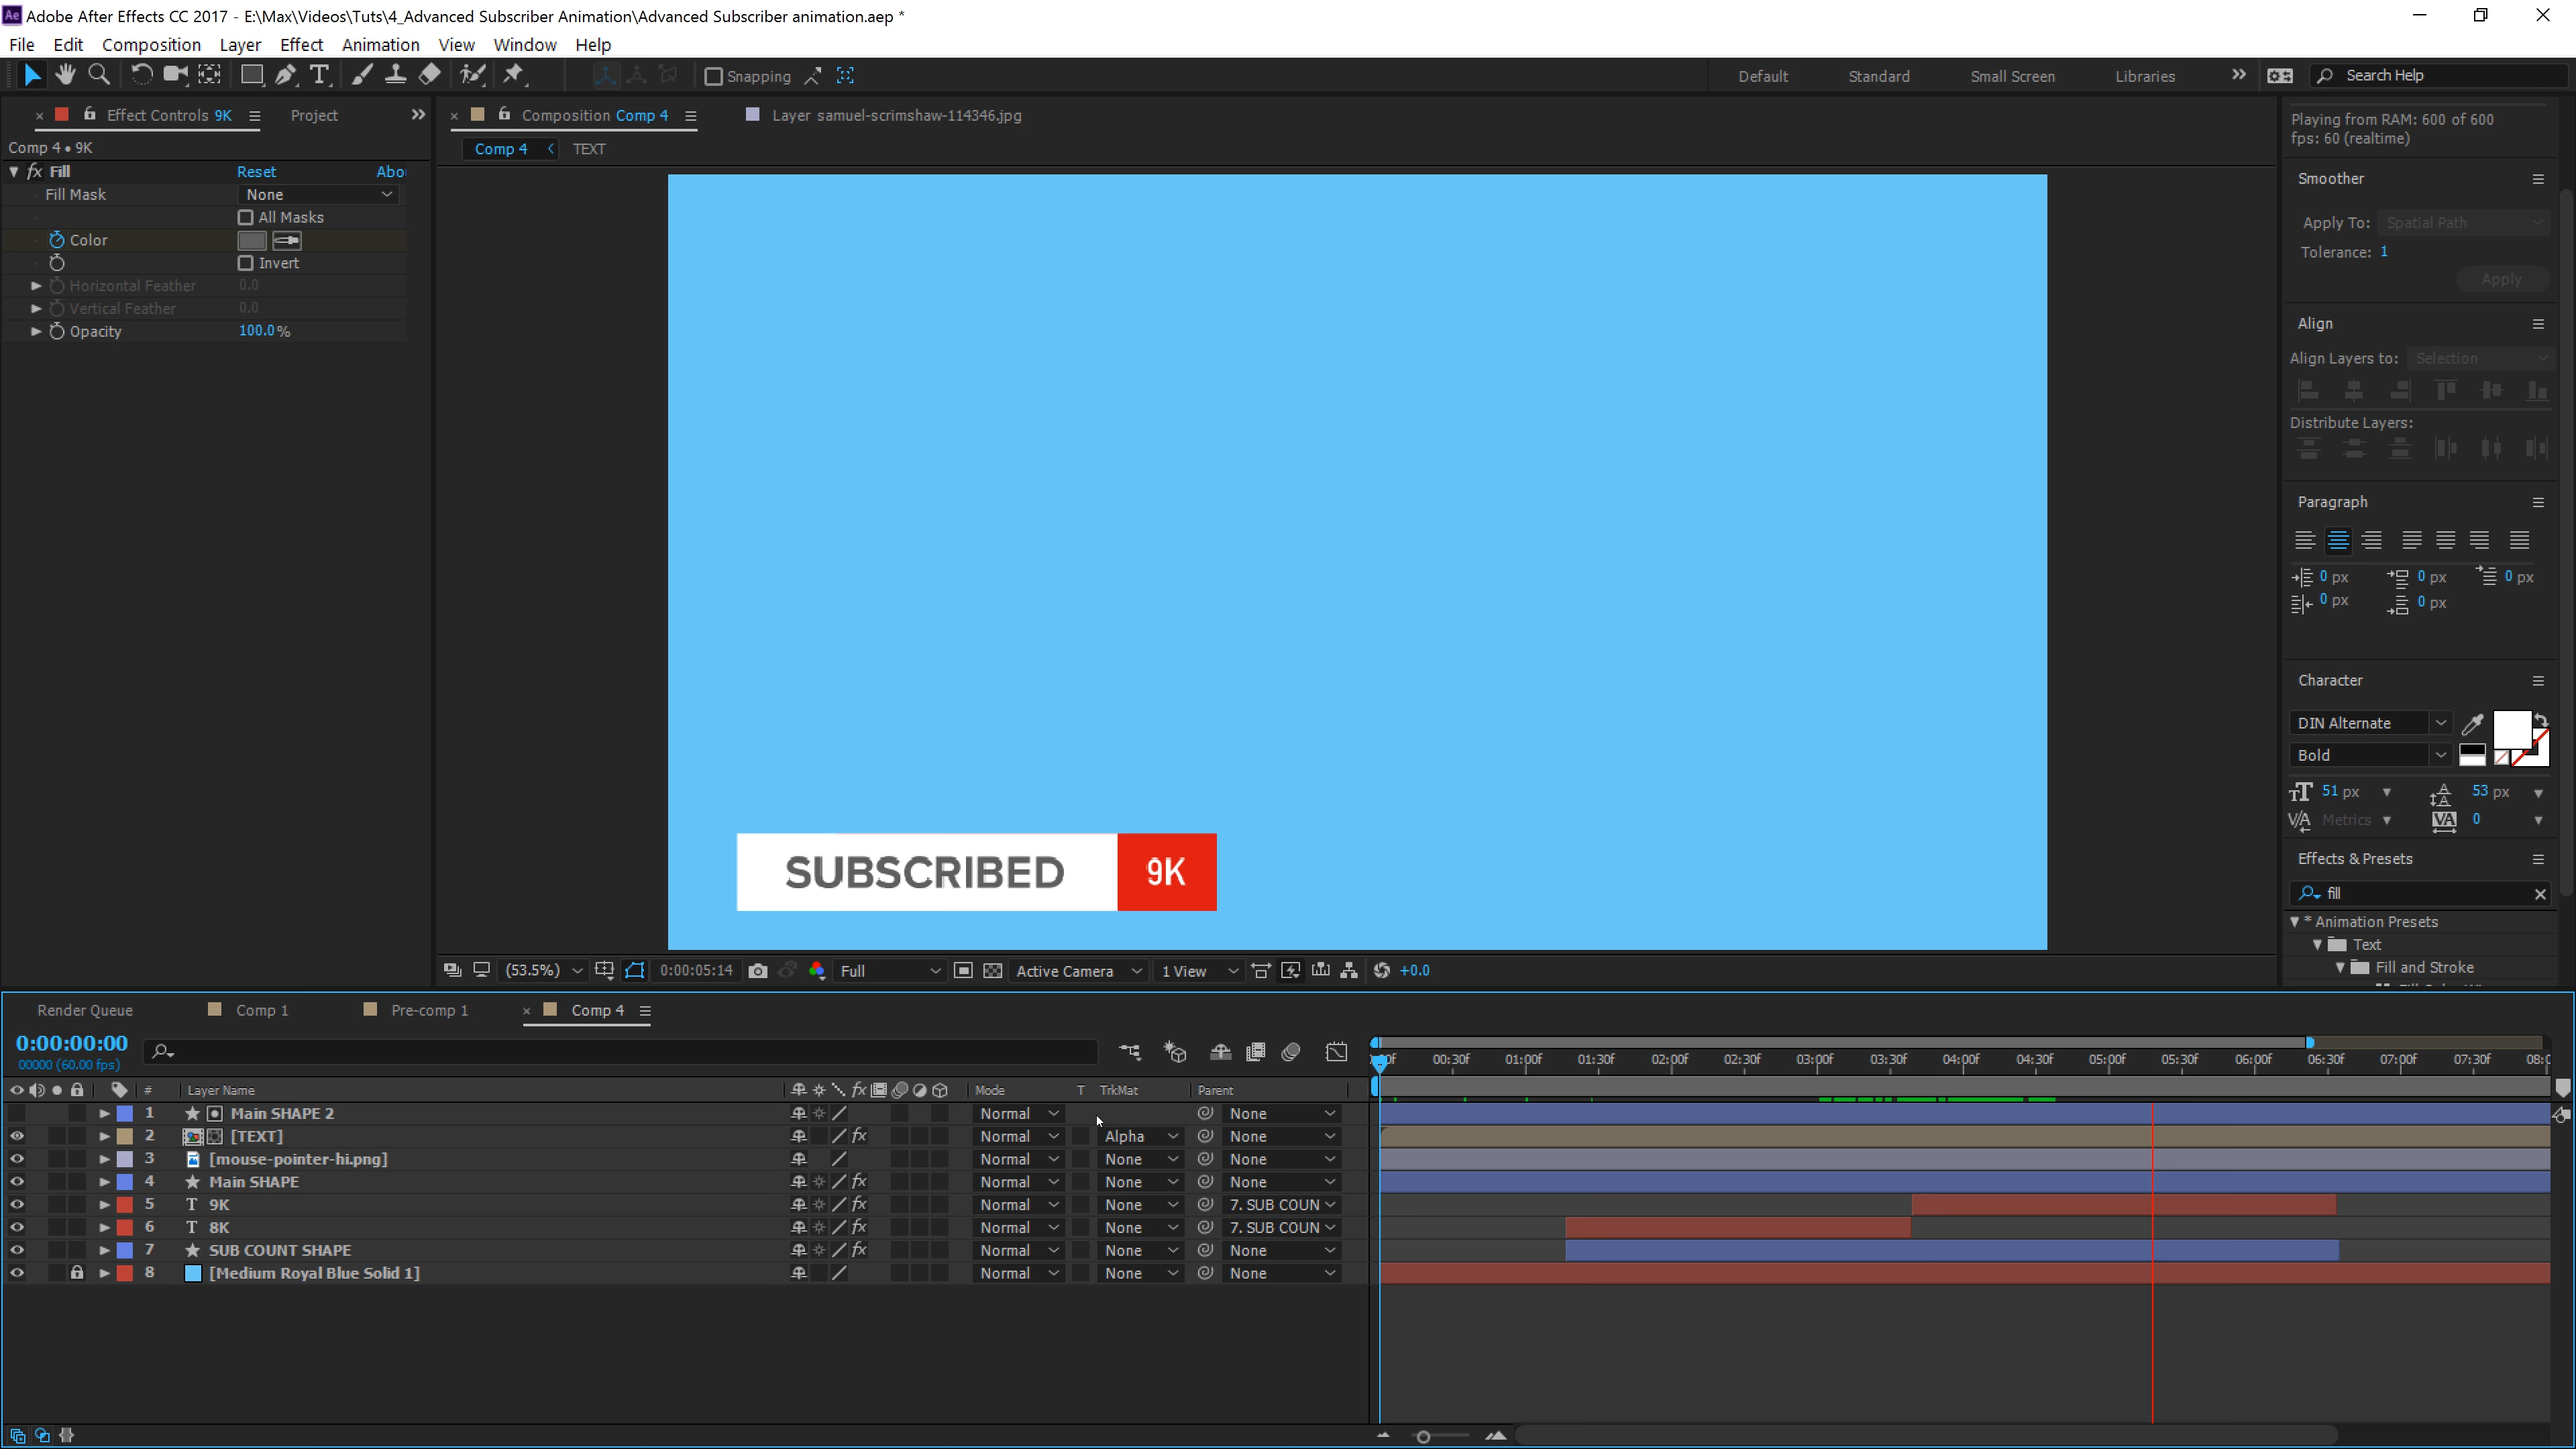 Adobe After Effects CC 2017 - E:\Max\Videos\Tuts\4_Advanced Subscriber Animation\Advanced Subscriber animation.aep *
File Edit Composition Layer Effect Animation View Window Help
Snapping Default Standard Small Screen Libraries Search Help
Effect Controls 9K Project
Composition Comp 4 Layer samuel-scrimshaw-114346.jpg
Comp 4 • 9K
Comp 4 TEXT
fx Fill Reset Abo
Fill Mask None
All Masks
Color
Invert
Horizontal Feather 0.0
Vertical Feather 0.0
Opacity 100.0 %
SUBSCRIBED 9K
(53.5%) 0:00:05:14 Full Active Camera 1 View +0.0
Playing from RAM: 600 of 600
fps: 60 (realtime)
Smoother
Apply To: Spatial Path
Tolerance: 1
Apply
Align
Align Layers to: Selection
Distribute Layers:
Paragraph
0 px 0 px 0 px
0 px 0 px
Character
DIN Alternate
Bold
51 px 53 px
Metrics 0
Effects & Presets
fill
* Animation Presets
Text
Fill and Stroke
Render Queue Comp 1 Pre-comp 1 Comp 4
0:00:00:00
00000 (60.00 fps)
00:30f 01:00f 01:30f 02:00f 02:30f 03:00f 03:30f 04:00f 04:30f 05:00f 05:30f 06:00f 06:30f 07:00f 07:30f 08:0
# Layer Name Mode T TrkMat Parent
1 Main SHAPE 2 Normal None
2 [TEXT] fx Normal Alpha None
3 [mouse-pointer-hi.png] Normal None None
4 Main SHAPE fx Normal None None
5 T 9K fx Normal None 7. SUB COUN
6 T 8K fx Normal None 7. SUB COUN
7 SUB COUNT SHAPE fx Normal None None
8 [Medium Royal Blue Solid 1] Normal None None